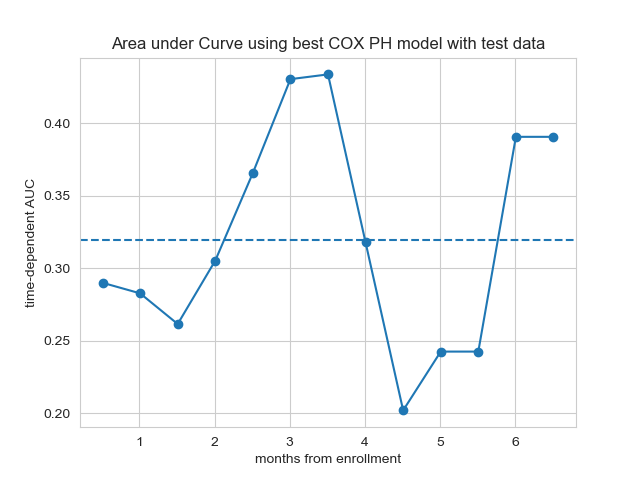 Area under Curve using best COX PH model with test data
time-dependent AUC
0.40
0.35
0.30
0.25
0.20
1 2 3 4 5 6
months from enrollment